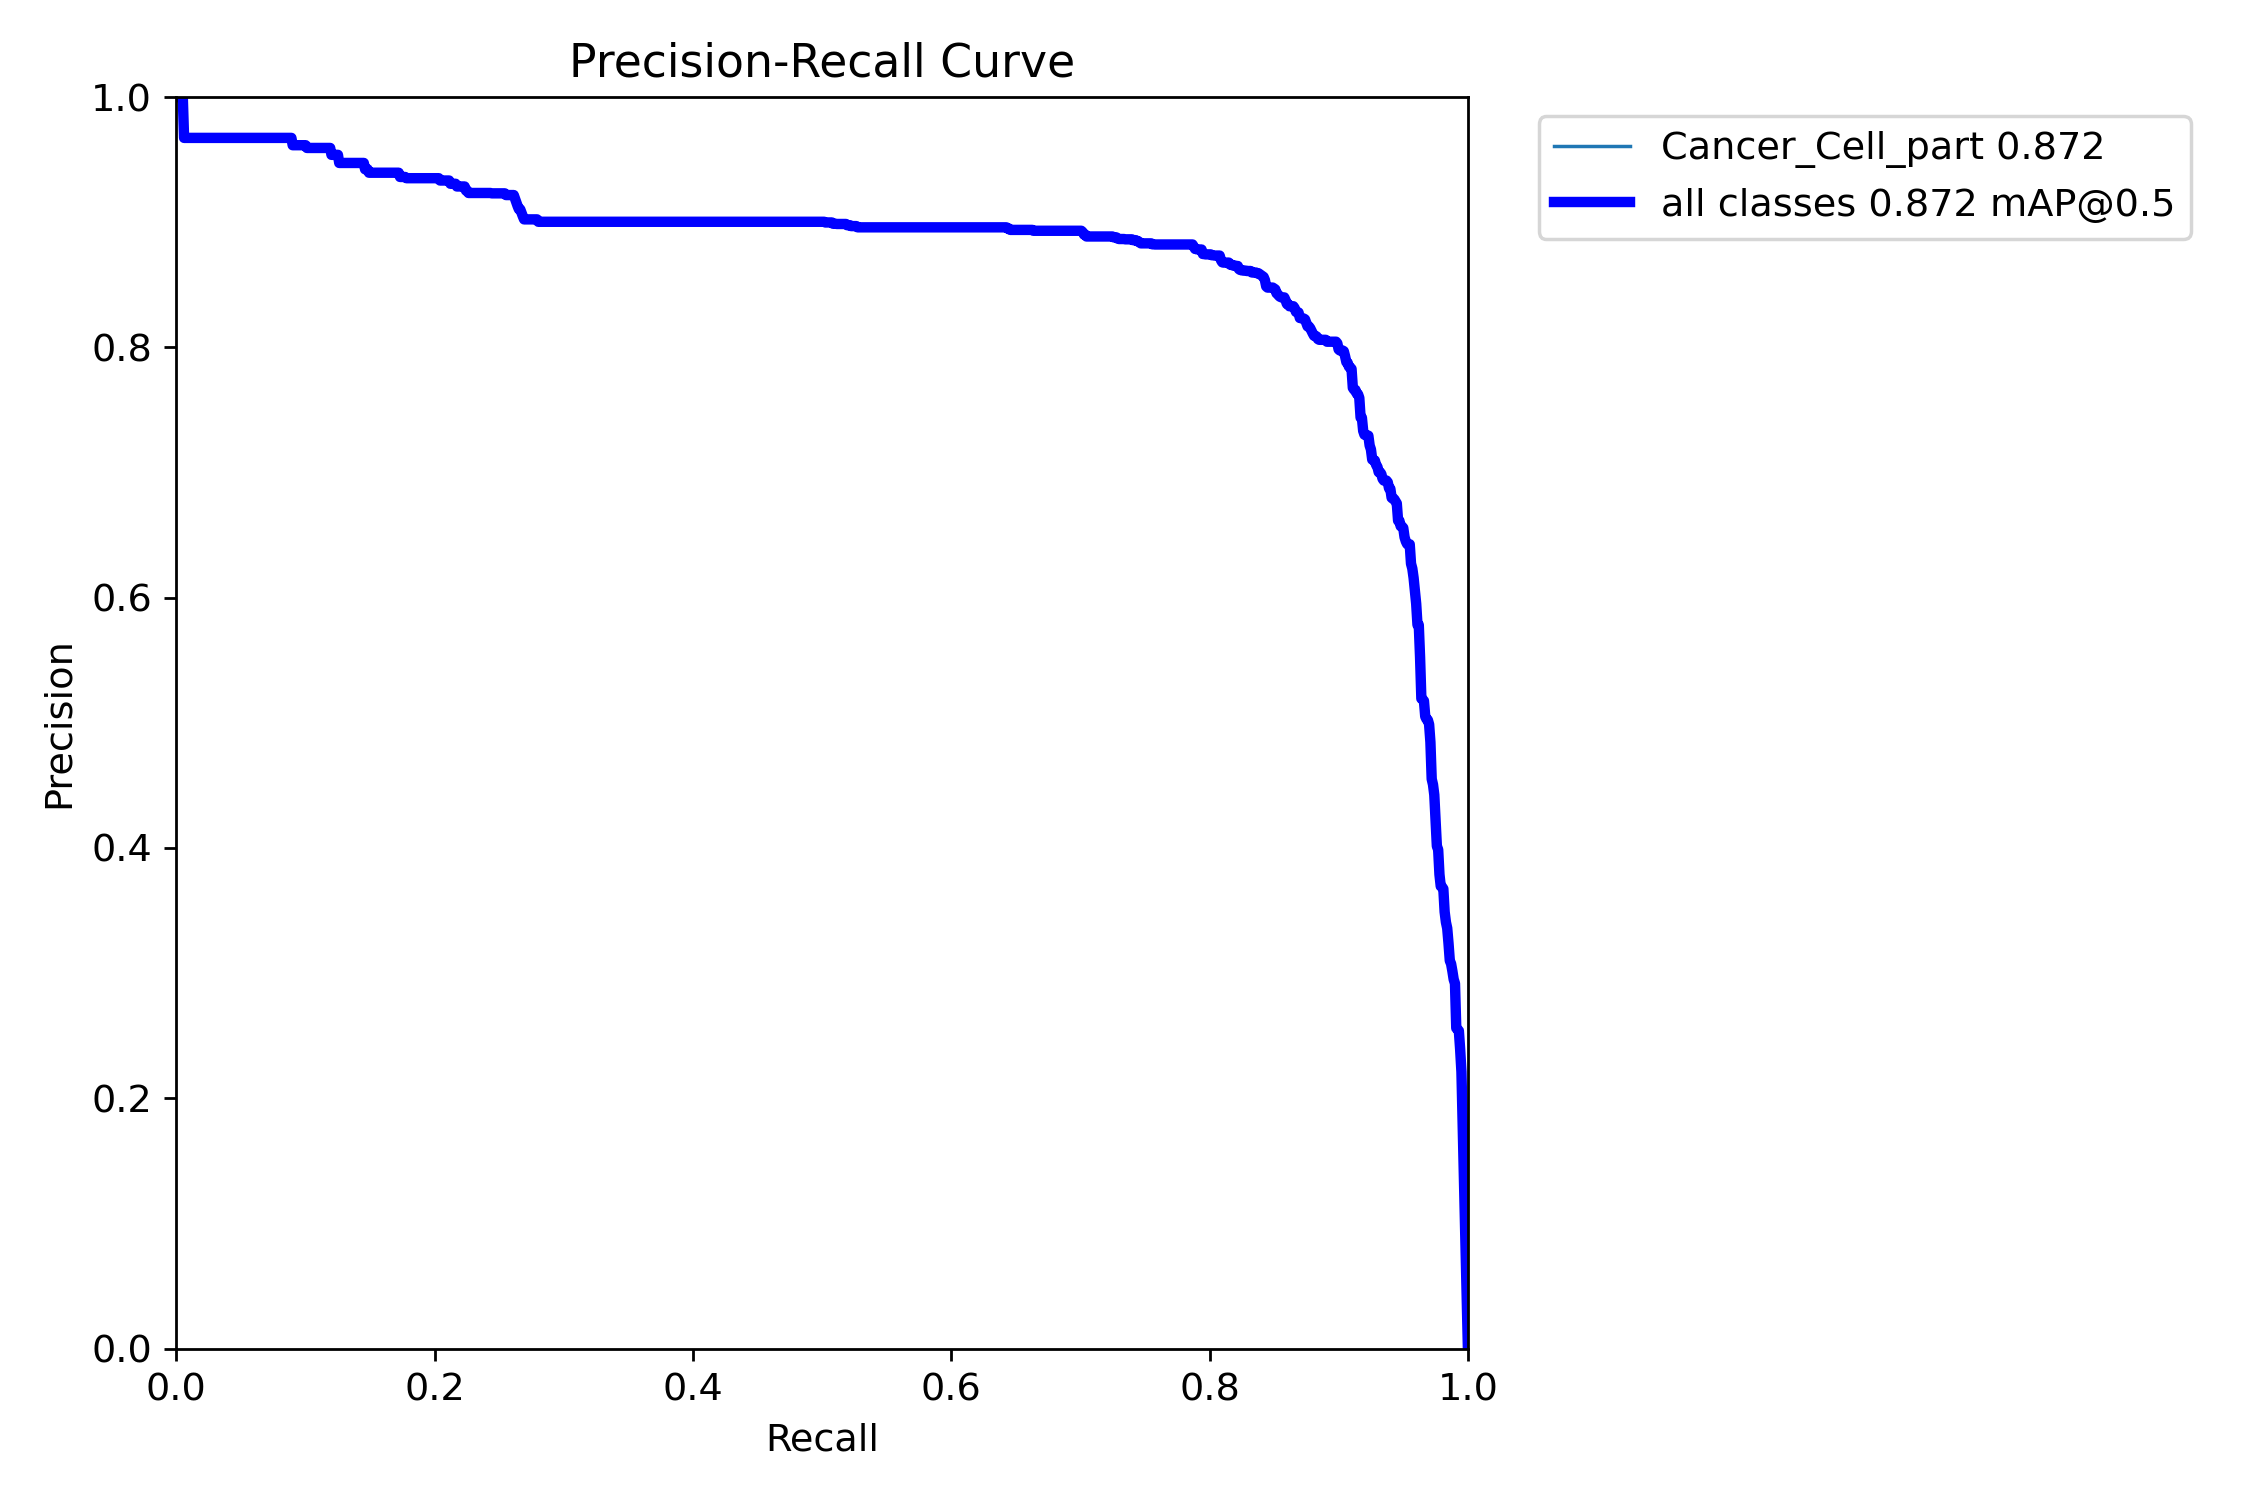 Precision-Recall Curve
1.0
0.8
0.6
0.4
0.2
0.0
Precision
0.0 0.2 0.4 0.6 0.8 1.0
Recall
Cancer_Cell_part 0.872
all classes 0.872 mAP@0.5